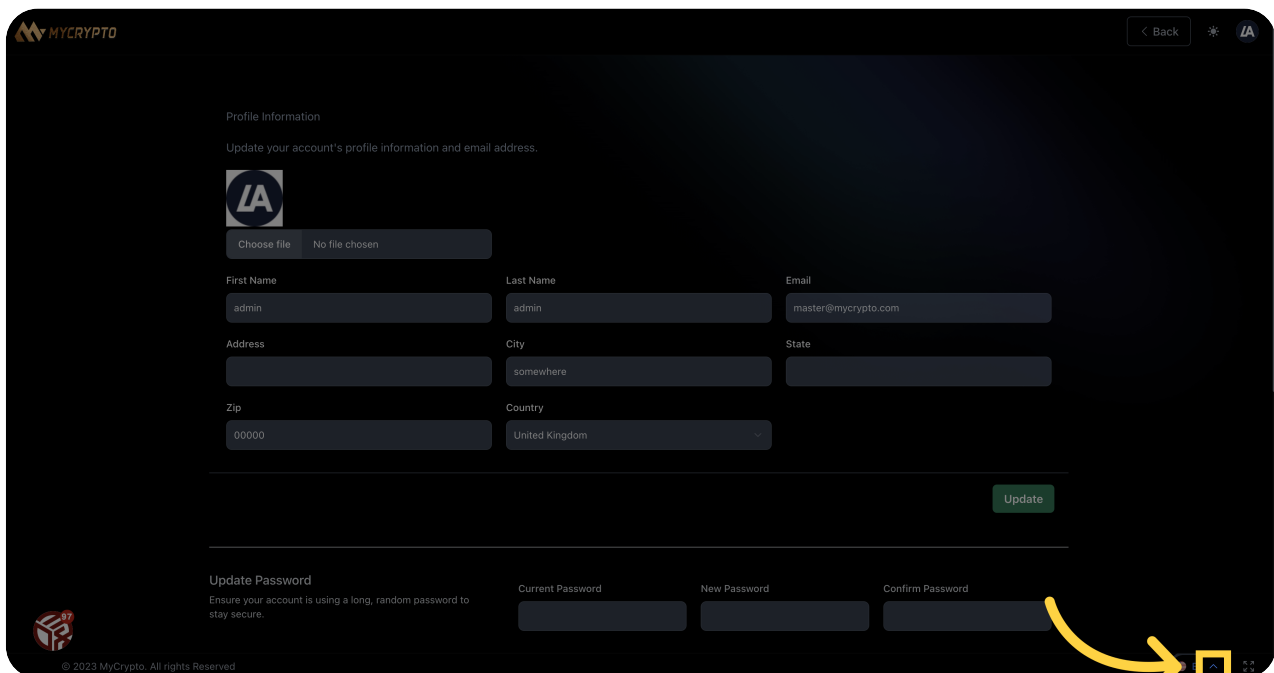 MYCRYPTO
Back
Profile Information
Update your account's profile information and email address.
Choose file No file chosen
First Name Last Name Email
admin admin master@mycrypto.com
Address City State
somewhere
Zip Country
00000 United Kingdom
Update
Update Password
Ensure your account is using a long, random password to
stay secure.
Current Password New Password Confirm Password
97
© 2023 MyCrypto. All rights Reserved